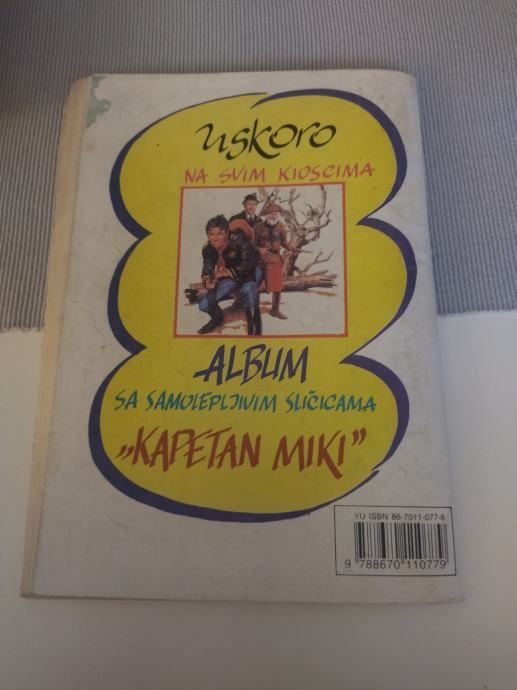 uskoro
NA SVIM KIOSCIMA
ALBUM
SA SAMOLEPLJIVIM SLIČICAMA
„KAPETAN MIKI”
YU ISBN 86-7011-077-6
9 788670 110779